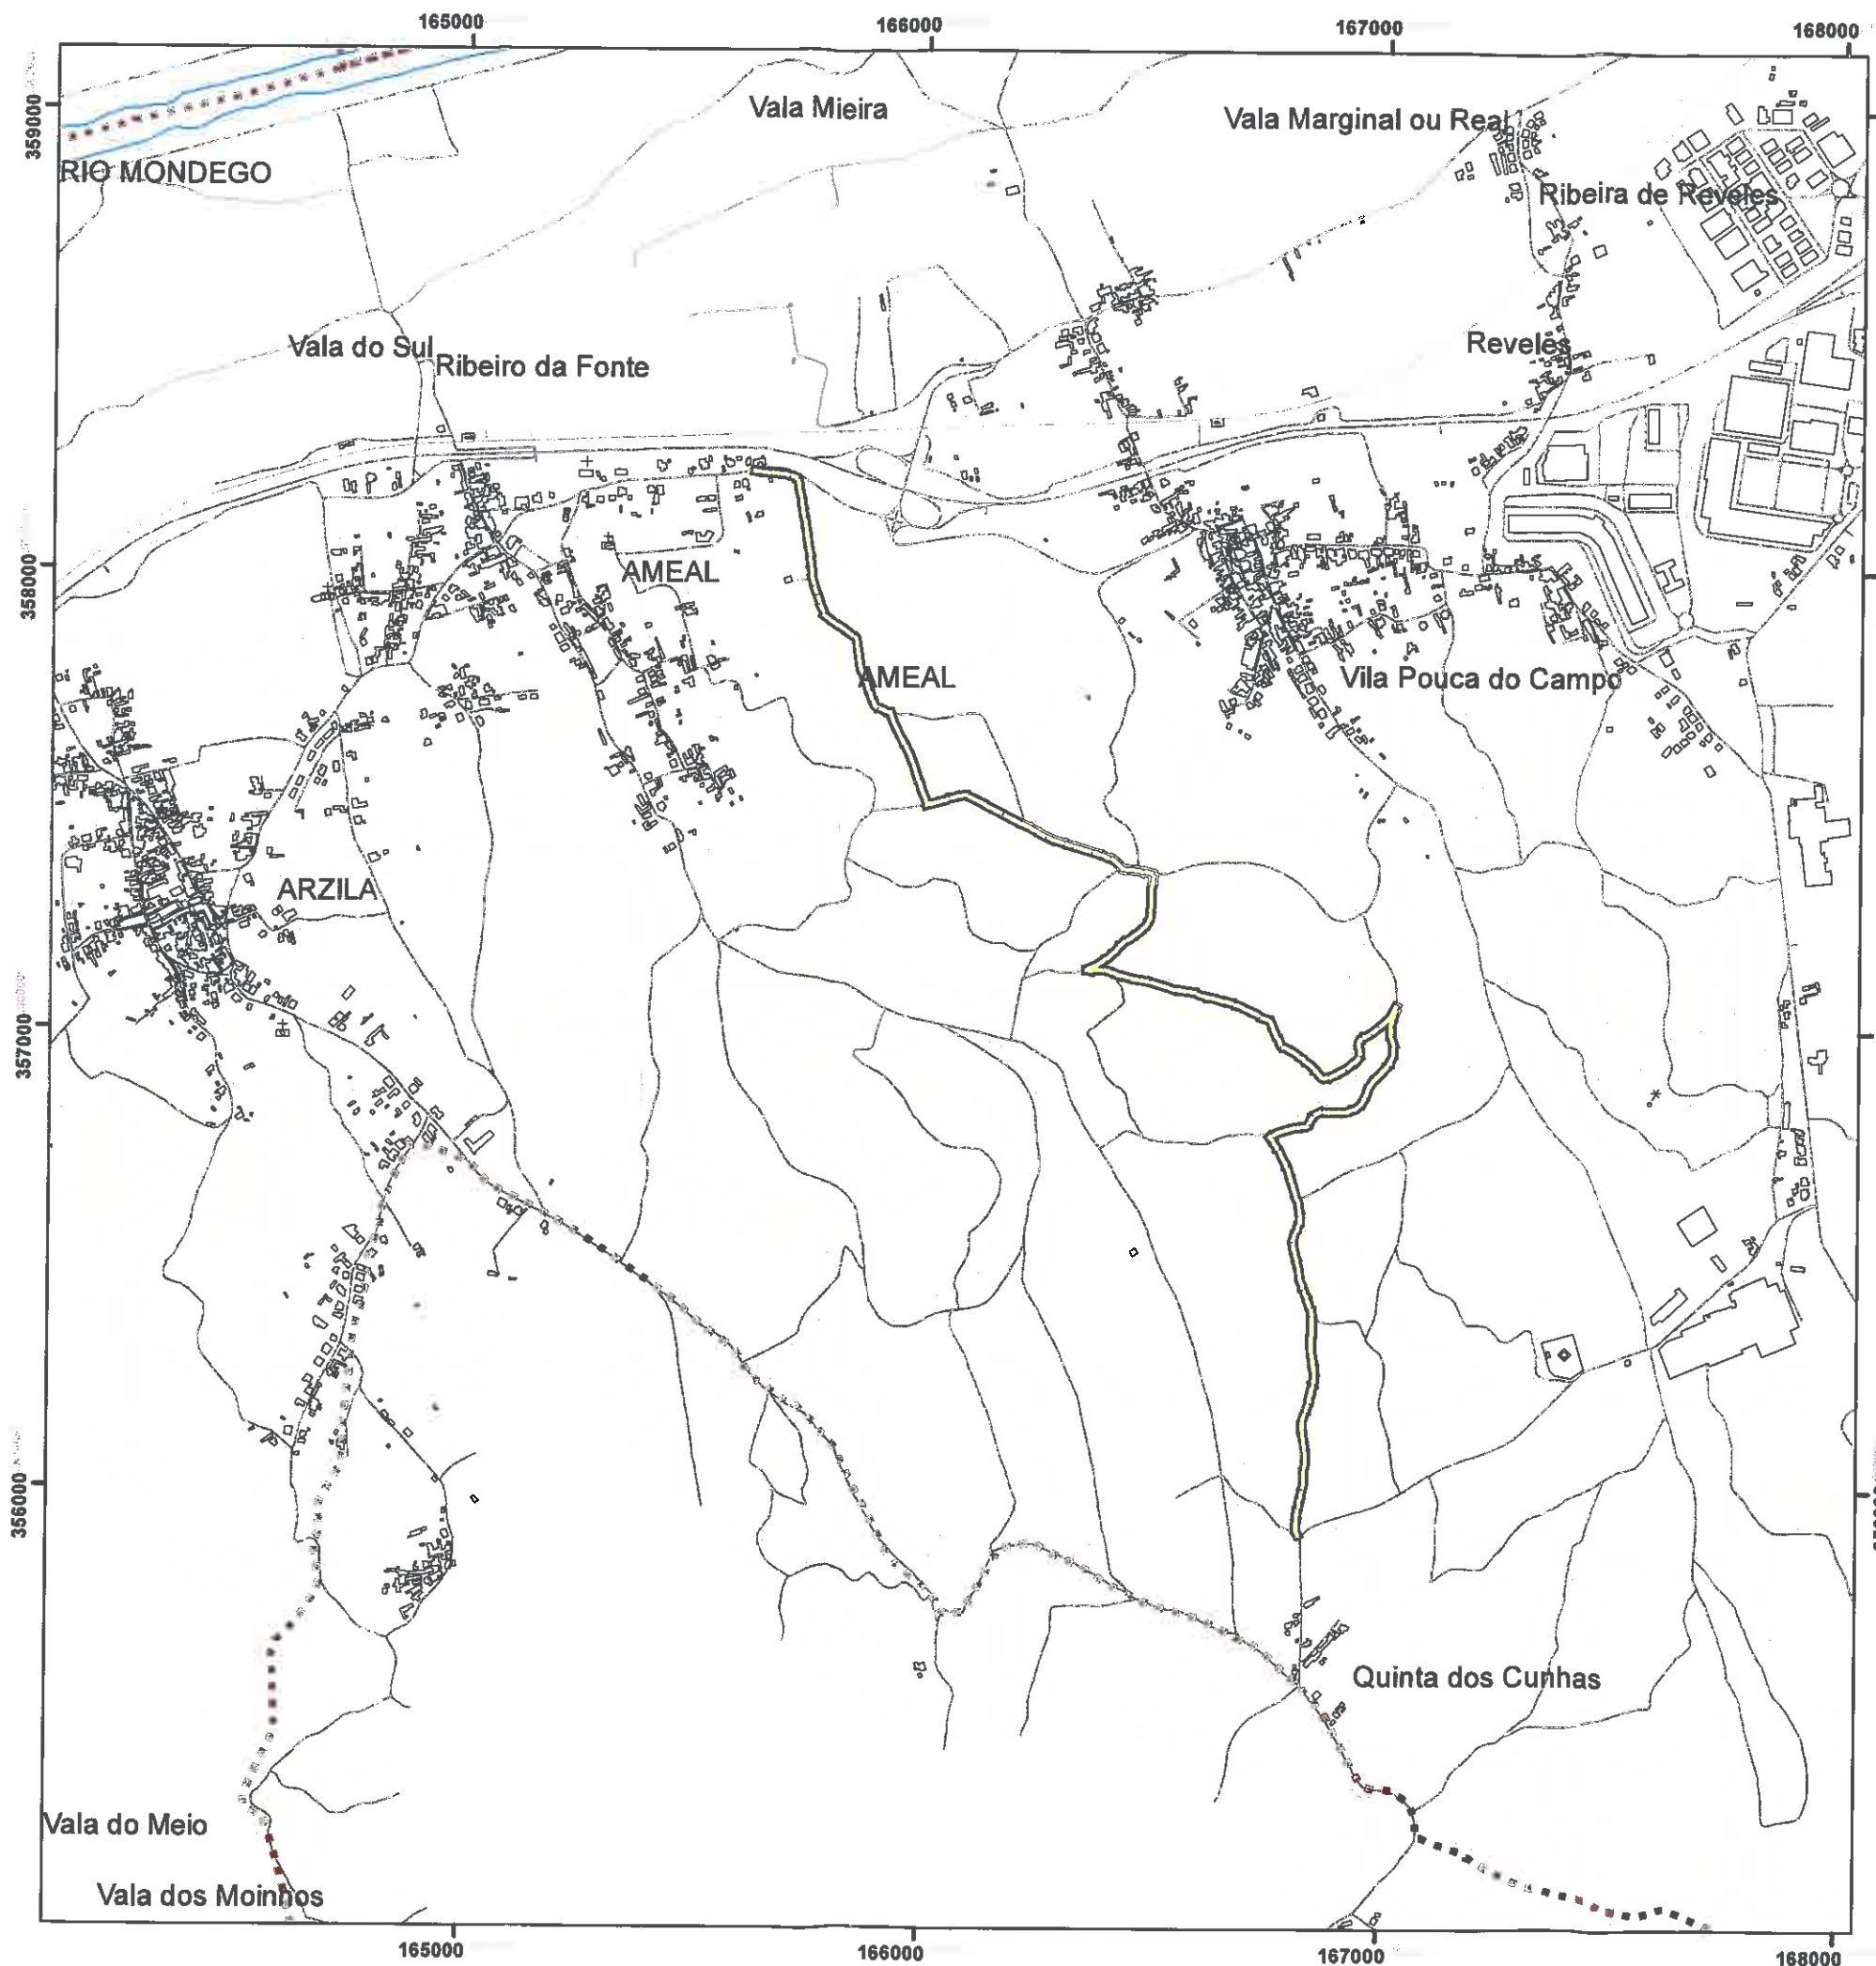 165000
166000
167000
168000
359000
Vala Mieira
Vala Marginal ou Real
RIO MONDEGO
Ribeira de Reveles
Vala do Sul
Ribeiro da Fonte
Reveles
358000
AMEAL
AMEAL
Vila Pouca do Campo
ARZILA
357000
356000
Quinta dos Cunhas
Vala do Meio
Vala dos Moinhos
165000
166000
167000
168000